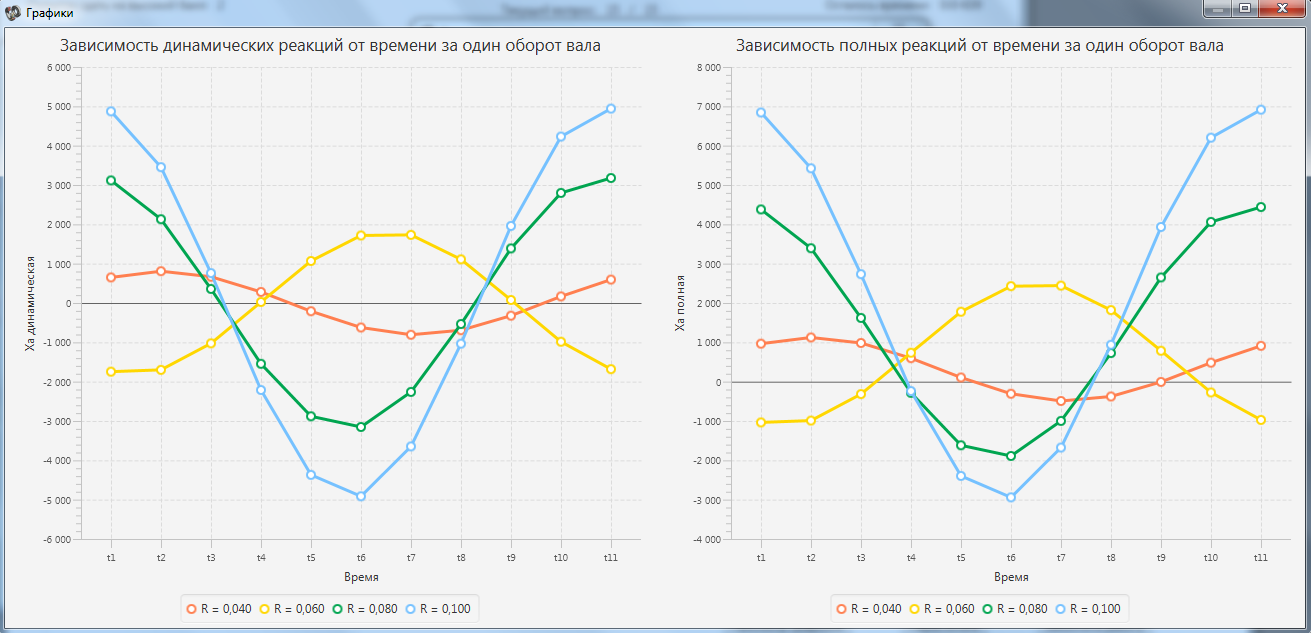 Графики
Зависимость динамических реакций от времени за один оборот вала
6 000
5 000
4 000
3 000
2 000
1 000
0
-1 000
-2 000
-3 000
-4 000
-5 000
-6 000
Ха динамическая
t1 t2 t3 t4 t5 t6 t7 t8 t9 t10 t11
Время
R = 0,040 R = 0,060 R = 0,080 R = 0,100
Зависимость полных реакций от времени за один оборот вала
8 000
7 000
6 000
5 000
4 000
3 000
2 000
1 000
0
-1 000
-2 000
-3 000
-4 000
Ха полная
t1 t2 t3 t4 t5 t6 t7 t8 t9 t10 t11
Время
R = 0,040 R = 0,060 R = 0,080 R = 0,100